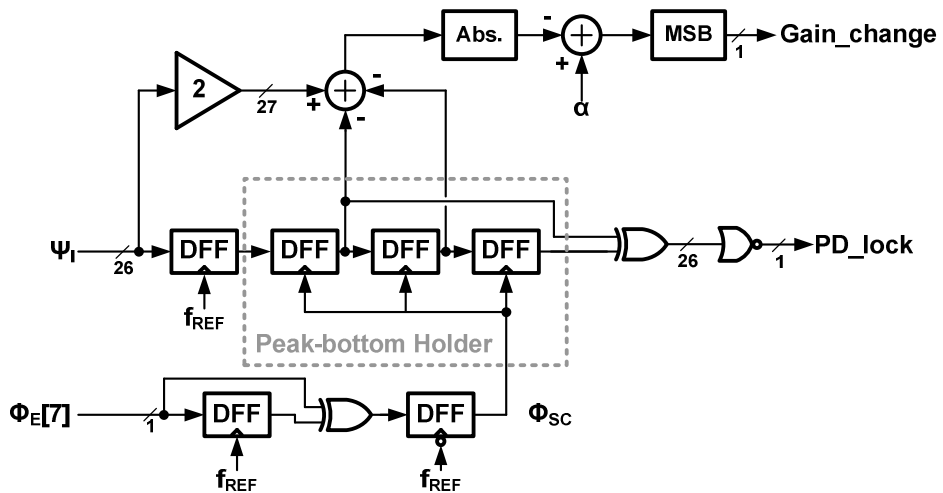 Abs.
-
+
α
MSB
1
Gain_change
2
27
+
-
-
+
+
Ψ_I
26
DFF
f_REF
DFF
DFF
DFF
26
1
PD_lock
Peak-bottom Holder
Φ_E[7]
1
DFF
f_REF
DFF
f_REF
Φ_SC